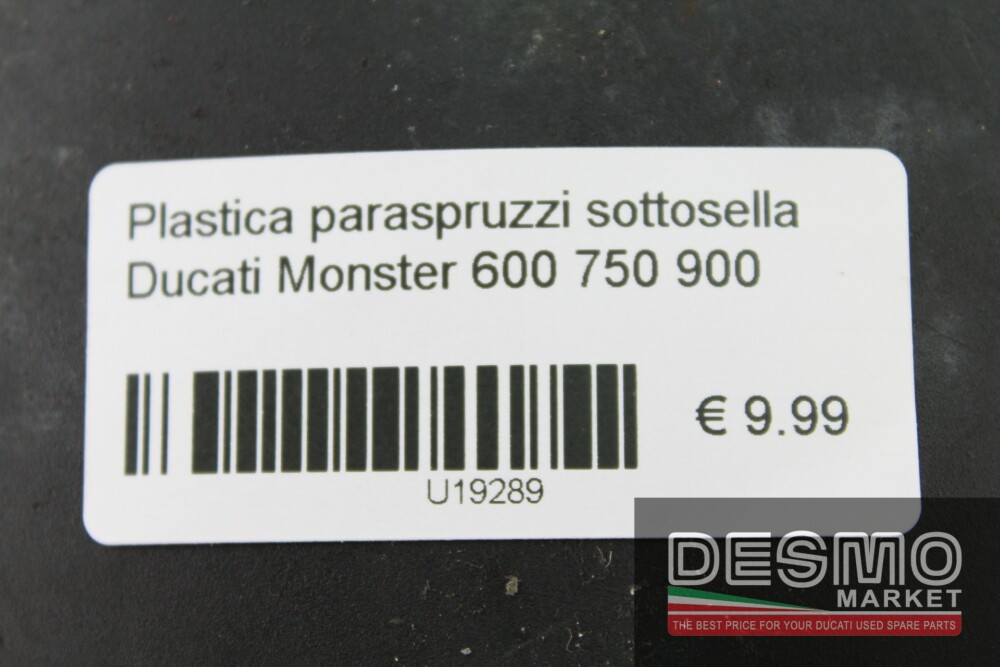 Plastica paraspruzzi sottosella
Ducati Monster 600 750 900
€ 9.99
U19289
DESMO
MARKET
THE BEST PRICE FOR YOUR DUCATI USED SPARE PARTS